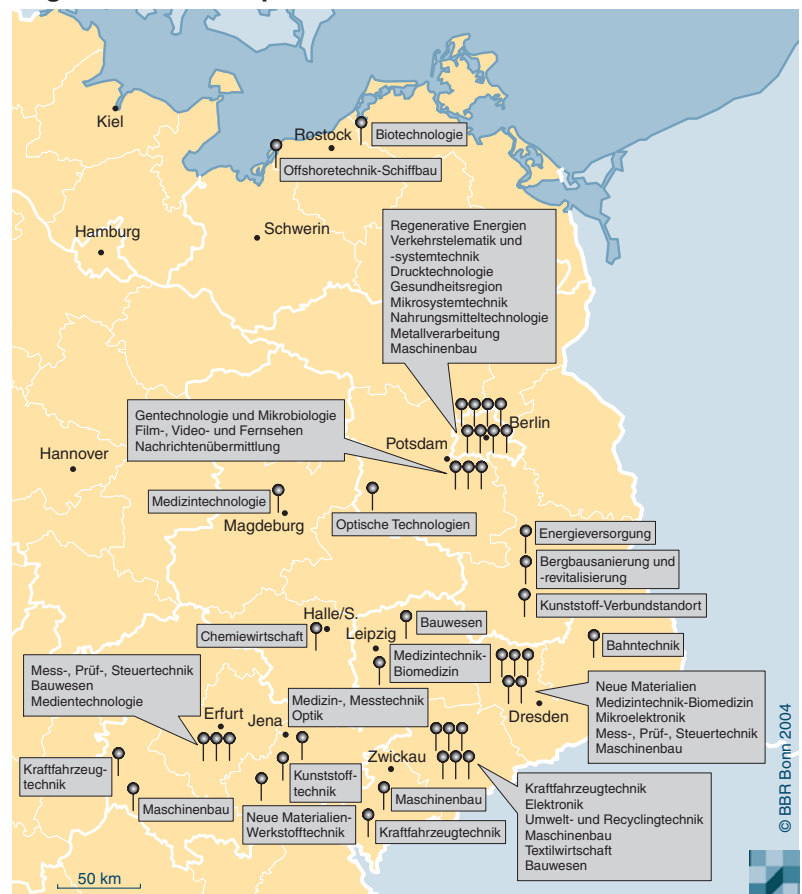 Kiel
Rostock
Biotechnologie
Offshoretechnik-Schiffbau
Hamburg
Schwerin
Regenerative Energien
Verkehrstelematik und
-systemtechnik
Drucktechnologie
Gesundheitsregion
Mikrosystemtechnik
Nahrungsmitteltechnologie
Metallverarbeitung
Maschinenbau
Gentechnologie und Mikrobiologie
Film-, Video- und Fernsehen
Nachrichtenübermittlung
Berlin
Potsdam
Hannover
Medizintechnologie
Magdeburg
Optische Technologien
Energieversorgung
Bergbausanierung und
-revitalisierung
Kunststoff-Verbundstandort
Halle/S.
Chemiewirtschaft
Leipzig
Bauwesen
Bahntechnik
Medizintechnik-
Biomedizin
Mess-, Prüf-, Steuertechnik
Bauwesen
Medientechnologie
Neue Materialien
Medizintechnik-Biomedizin
Mikroelektronik
Mess-, Prüf-, Steuertechnik
Maschinenbau
Dresden
Medizin-, Messtechnik
Optik
Erfurt
Jena
Zwickau
Kraftfahrzeug-
technik
Kunststoff-
technik
Maschinenbau
Maschinenbau
Neue Materialien-
Werkstofftechnik
Kraftfahrzeugtechnik
Kraftfahrzeugtechnik
Elektronik
Umwelt- und Recyclingtechnik
Maschinenbau
Textilwirtschaft
Bauwesen
50 km
© BBR Bonn 2004